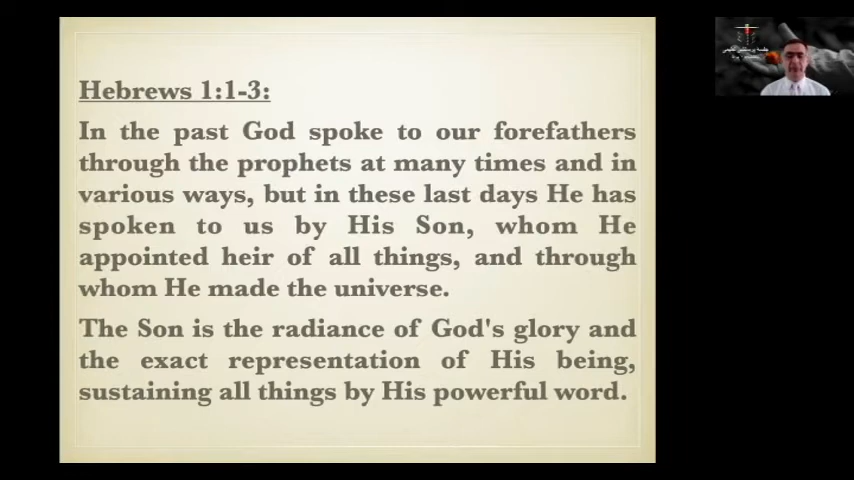 Hebrews 1:1-3:
In the past God spoke to our forefathers
through the prophets at many times and in
various ways, but in these last days He has
spoken to us by His Son, whom He
appointed heir of all things, and through
whom He made the universe.
The Son is the radiance of God's glory and
the exact representation of His being,
sustaining all things by His powerful word.